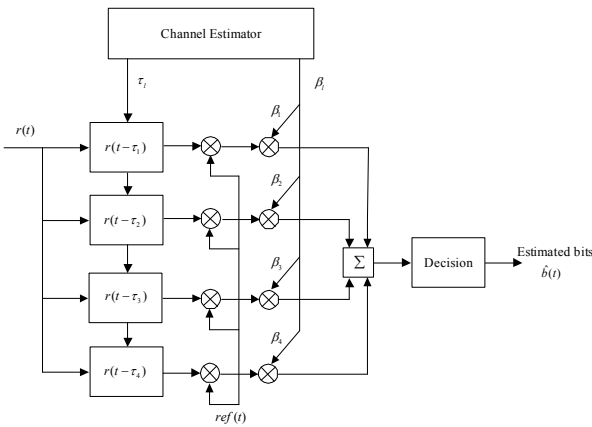 Channel Estimator
τ_l
β_l
r(t)
β_1
r(t−τ_1)
β_2
r(t−τ_2)
Σ
Decision
Estimated bits
b̂(t)
β_3
r(t−τ_3)
β_4
r(t−τ_4)
ref(t)